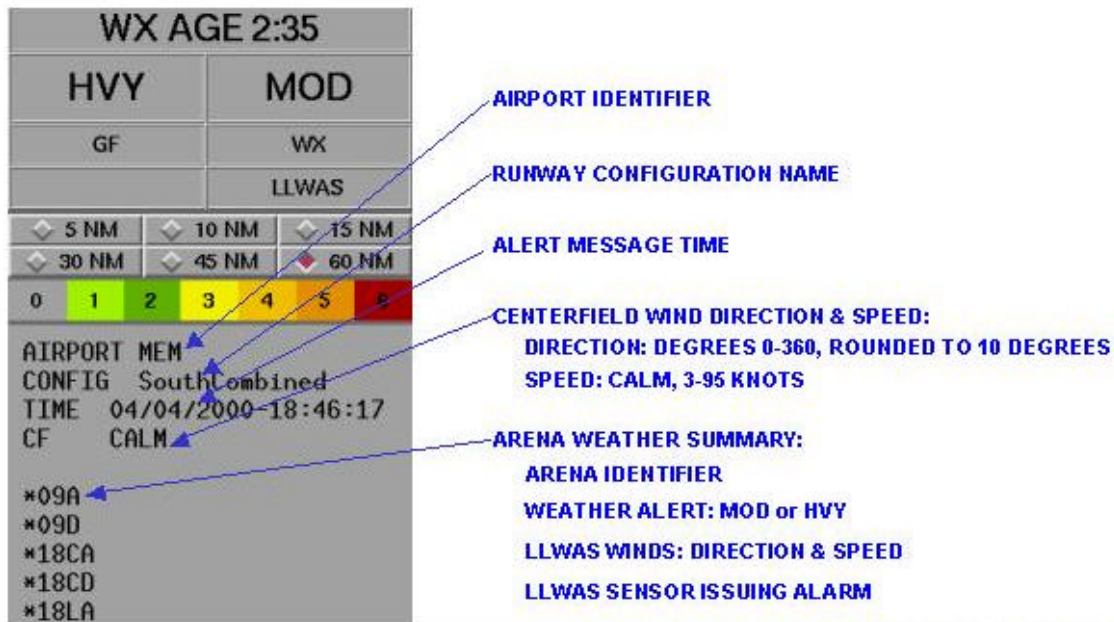 WX AGE 2:35
HVY MOD
GF WX
LLWAS
5 NM 10 NM 15 NM
30 NM 45 NM 60 NM
0 1 2 3 4 5 6
AIRPORT MEM
CONFIG SouthCombined
TIME 04/04/2000-18:46:17
CF CALM
*09A
*09D
*18CA
*18CD
*18LA
AIRPORT IDENTIFIER
RUNWAY CONFIGURATION NAME
ALERT MESSAGE TIME
CENTERFIELD WIND DIRECTION & SPEED:
DIRECTION: DEGREES 0-360, ROUNDED TO 10 DEGREES
SPEED: CALM, 3-95 KNOTS
ARENA WEATHER SUMMARY:
ARENA IDENTIFIER
WEATHER ALERT: MOD or HVY
LLWAS WINDS: DIRECTION & SPEED
LLWAS SENSOR ISSUING ALARM